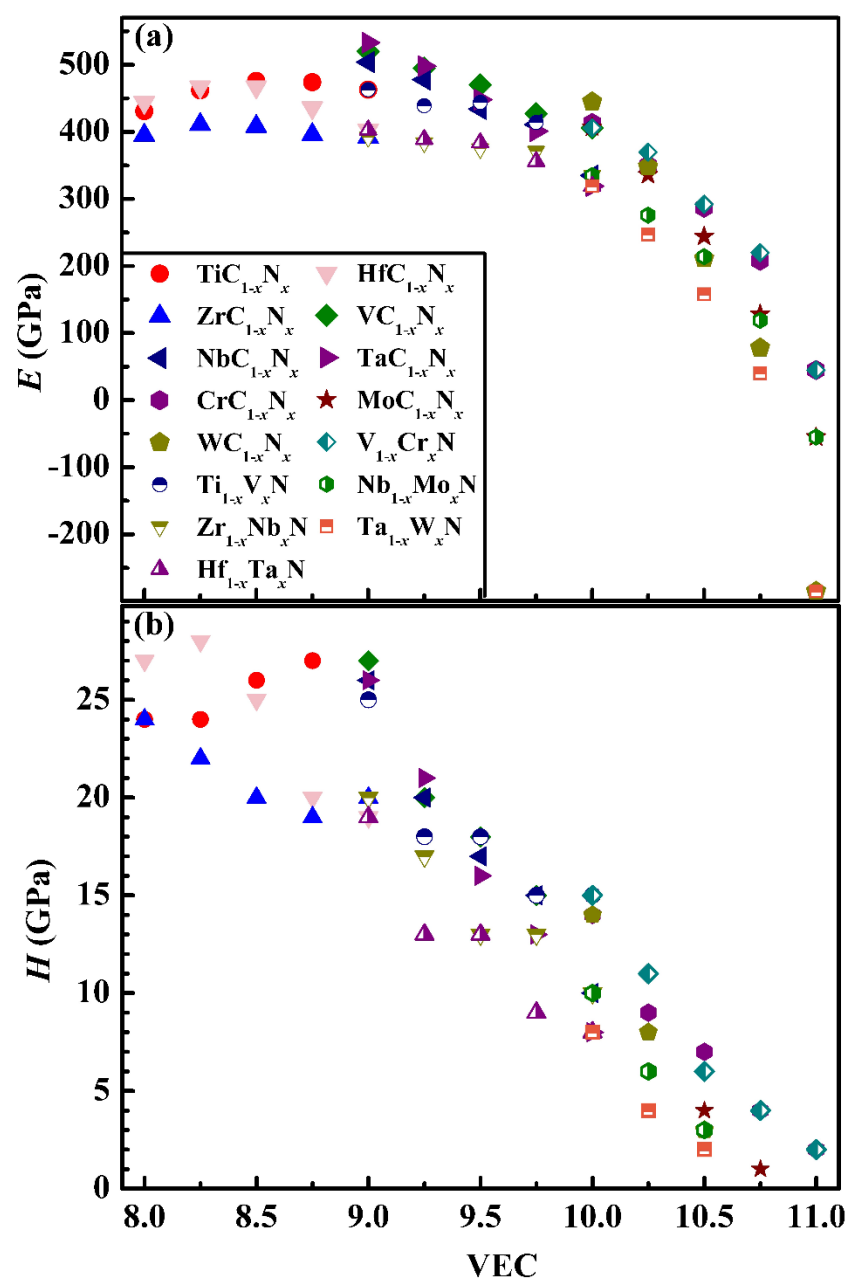 (a)
500
400
300
200
100
0
-100
-200
E (GPa)
TiC1-xNx HfC1-xNx
ZrC1-xNx VC1-xNx
NbC1-xNx TaC1-xNx
CrC1-xNx MoC1-xNx
WC1-xNx V1-xCrxN
Ti1-xVxN Nb1-xMoxN
Zr1-xNbxN Ta1-xWxN
Hf1-xTaxN
(b)
25
20
15
10
5
0
H (GPa)
8.0 8.5 9.0 9.5 10.0 10.5 11.0
VEC